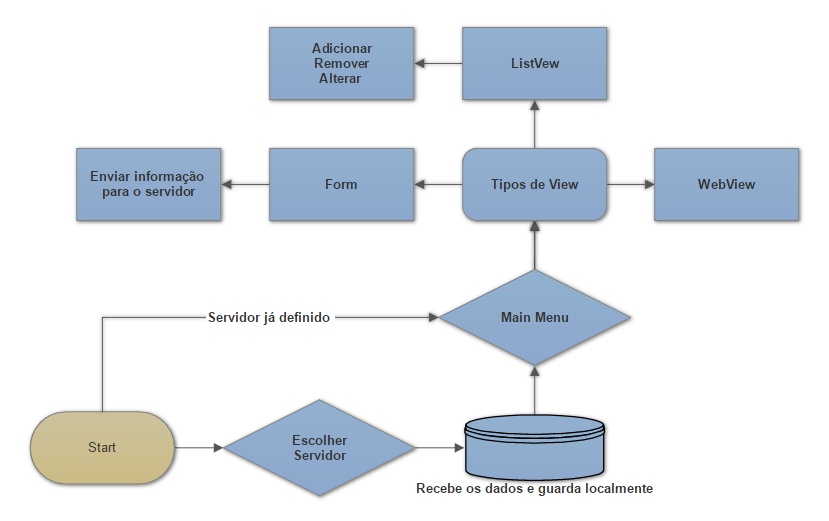 Adicionar
Remover
Alterar
ListVew
Enviar informação
para o servidor
Form
Tipos de View
WebView
Servidor já definido
Main Menu
Start
Escolher
Servidor
Recebe os dados e guarda localmente